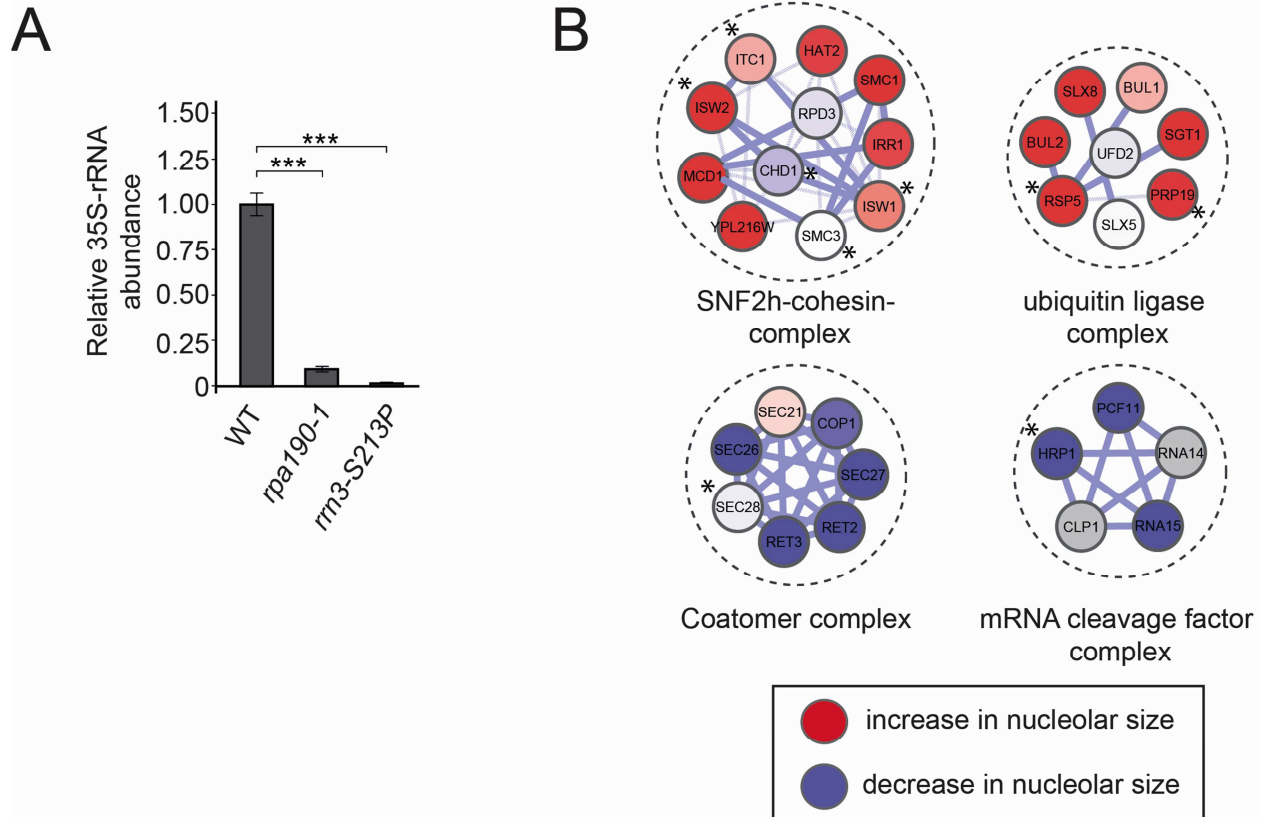 A
Relative 35S-rRNA
abundance
1.50
1.25
1.00
0.75
0.50
0.25
0
***
***
WT
rpa190-1
rrn3-S213P
B
* ITC1
HAT2
SMC1
* ISW2
RPD3
IRR1
MCD1
CHD1 *
ISW1 *
YPL216W
SMC3 *
SNF2h-cohesin-
complex
SLX8
BUL1
BUL2
UFD2
SGT1
* RSP5
PRP19 *
SLX5
ubiquitin ligase
complex
SEC21
COP1
SEC26
SEC27
* SEC28
RET2
RET3
Coatomer complex
PCF11
* HRP1
RNA14
CLP1
RNA15
mRNA cleavage factor
complex
increase in nucleolar size
decrease in nucleolar size